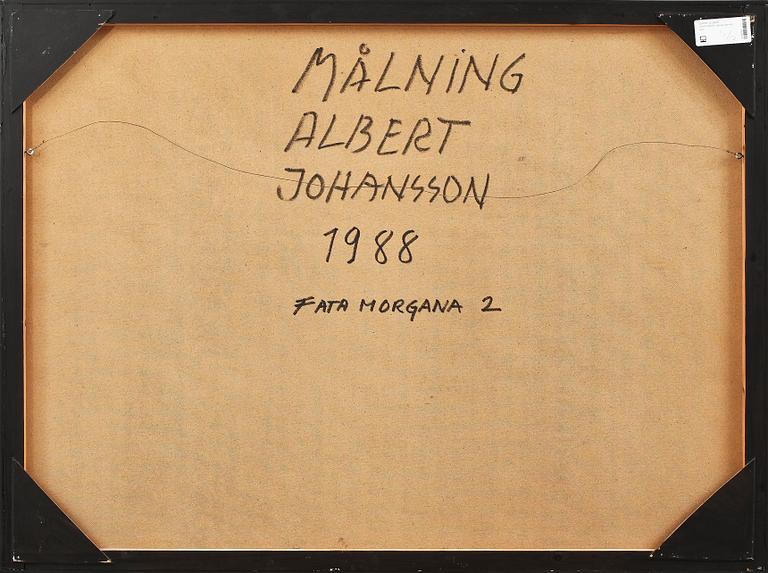 MÅLNING
ALBERT
JOHANSSON
1988
FATA MORGANA 2